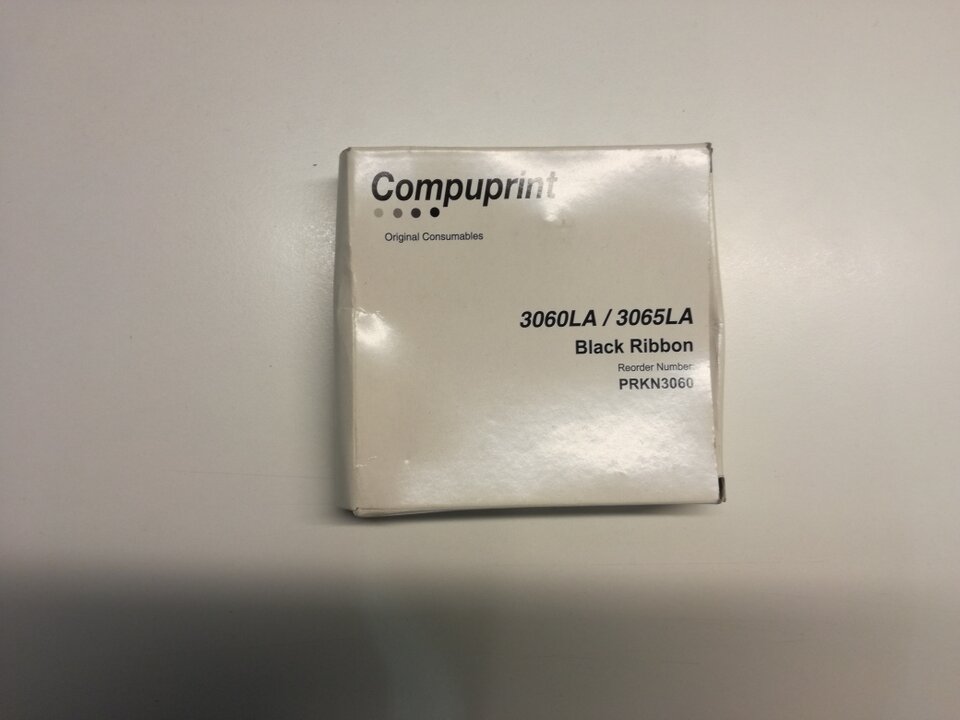 Compuprint
Original Consumables
3060LA / 3065LA
Black Ribbon
Reorder Number:
PRKN3060